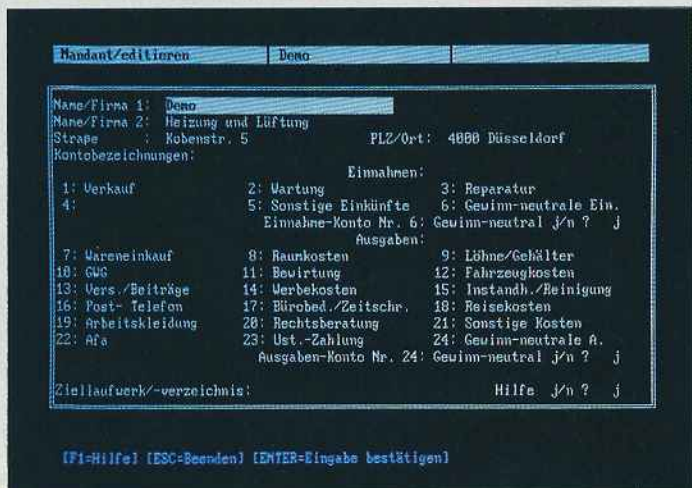 Mandant/editieren Demo
Name/Firma 1: Demo
Name/Firma 2: Heizung und Lüftung
Straße : Kobenstr. 5 PLZ/Ort: 4000 Düsseldorf
Kontobezeichnungen:
Einnahmen:
1: Verkauf 2: Wartung 3: Reparatur
4: 5: Sonstige Einkünfte 6: Gewinn-neutrale Ein.
Einnahme-Konto Nr. 6: Gewinn-neutral j/n ? j
Ausgaben:
7: Wareneinkauf 8: Raumkosten 9: Löhne/Gehälter
10: GWG 11: Bewirtung 12: Fahrzeugkosten
13: Vers./Beiträge 14: Werbekosten 15: Instandh./Reinigung
16: Post- Telefon 17: Bürobed./Zeitschr. 18: Reisekosten
19: Arbeitskleidung 20: Rechtsberatung 21: Sonstige Kosten
22: Afa 23: Ust.-Zahlung 24: Gewinn-neutrale A.
Ausgaben-Konto Nr. 24: Gewinn-neutral j/n ? j
Ziellaufwerk/-verzeichnis: Hilfe j/n ? j
[F1=Hilfe] [ESC=Beenden] [ENTER=Eingabe bestätigen]